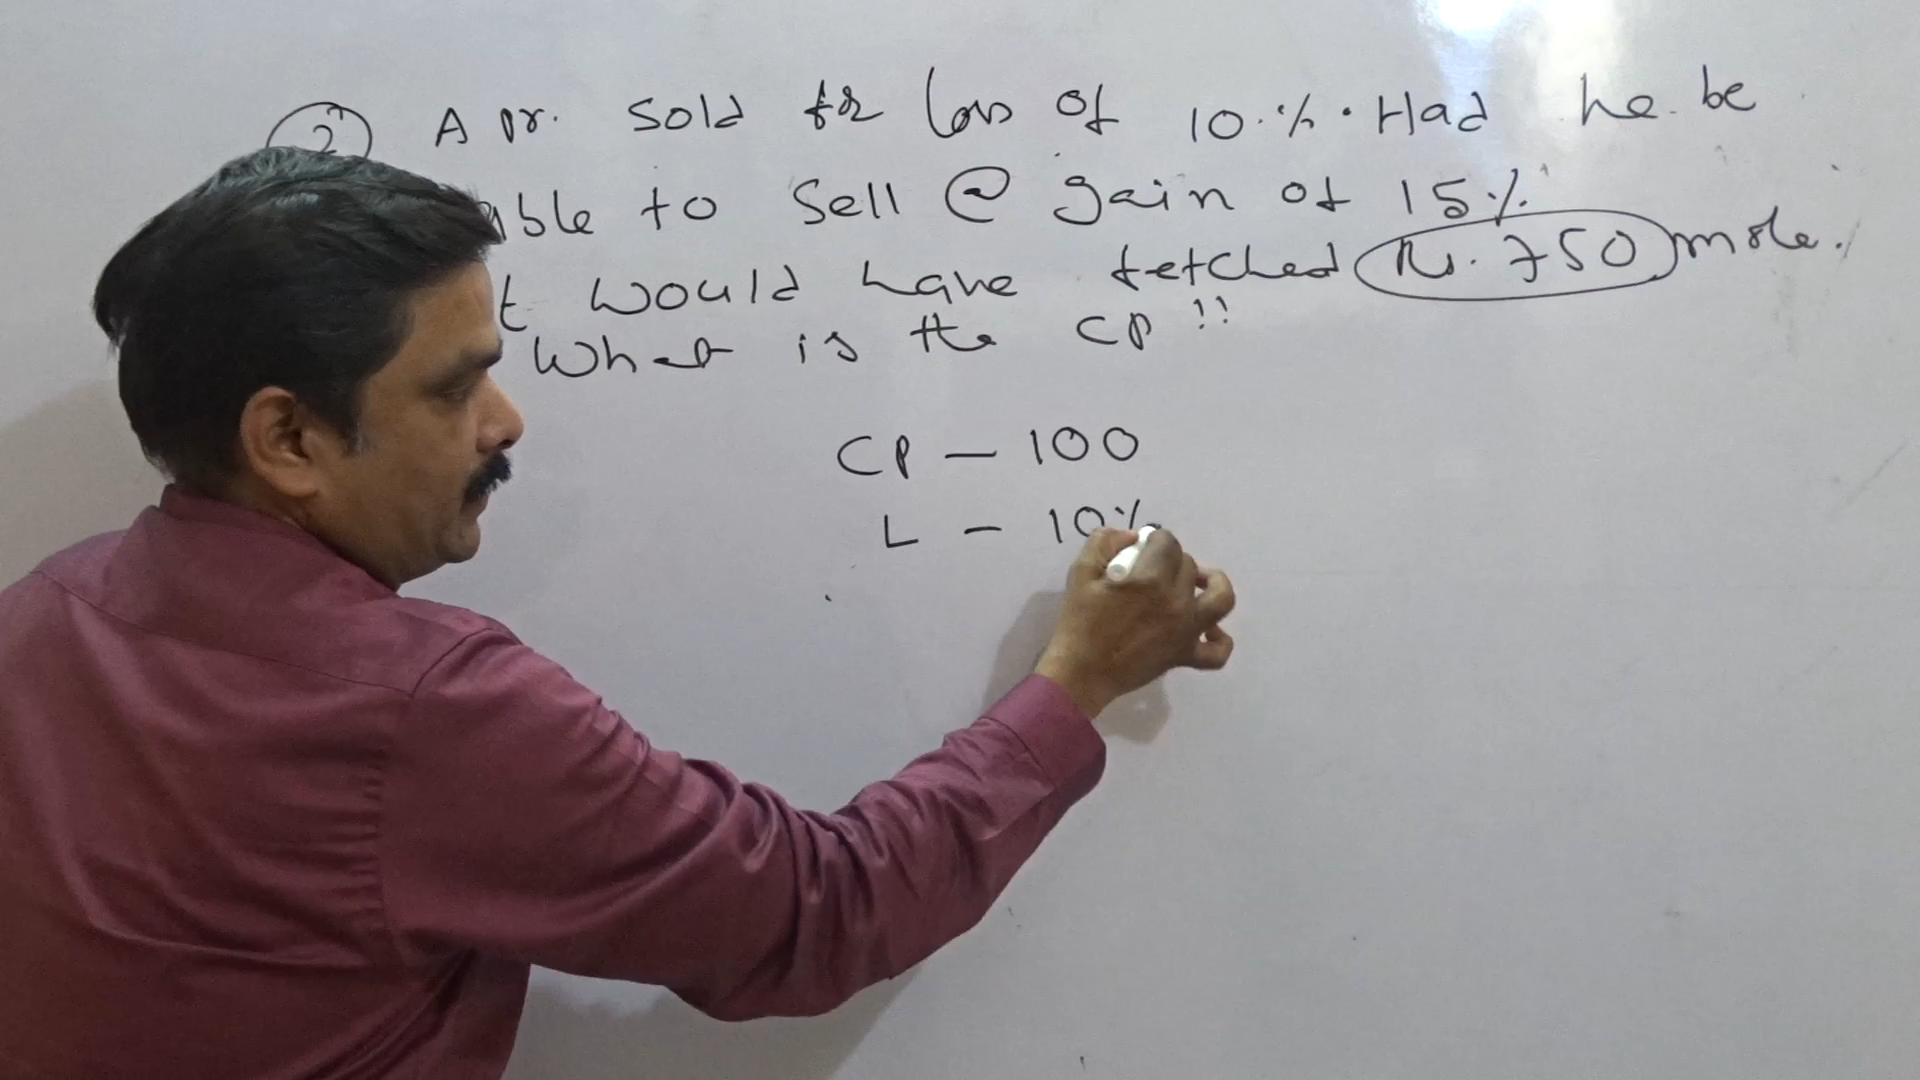 2
A pr. sold for loss of 10%. Had he be
able to sell @ gain of 15%
t would have fetched Rs. 750 more.
What is the CP !!
CP — 100
L — 10%